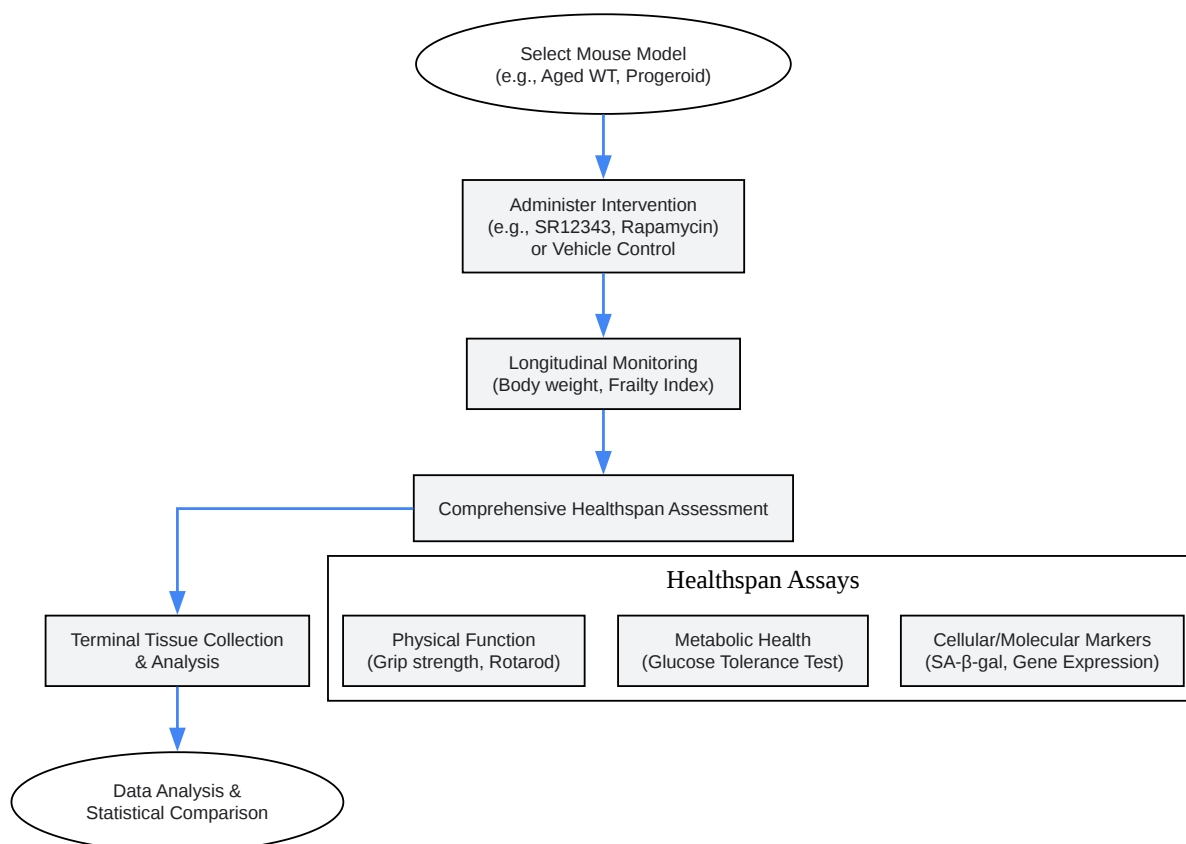 Select Mouse Model
(e.g., Aged WT, Progeroid)
Administer Intervention
(e.g., SR12343, Rapamycin)
or Vehicle Control
Longitudinal Monitoring
(Body weight, Frailty Index)
Comprehensive Healthspan Assessment
Healthspan Assays
Terminal Tissue Collection
& Analysis
Physical Function
(Grip strength, Rotarod)
Metabolic Health
(Glucose Tolerance Test)
Cellular/Molecular Markers
(SA-β-gal, Gene Expression)
Data Analysis &
Statistical Comparison